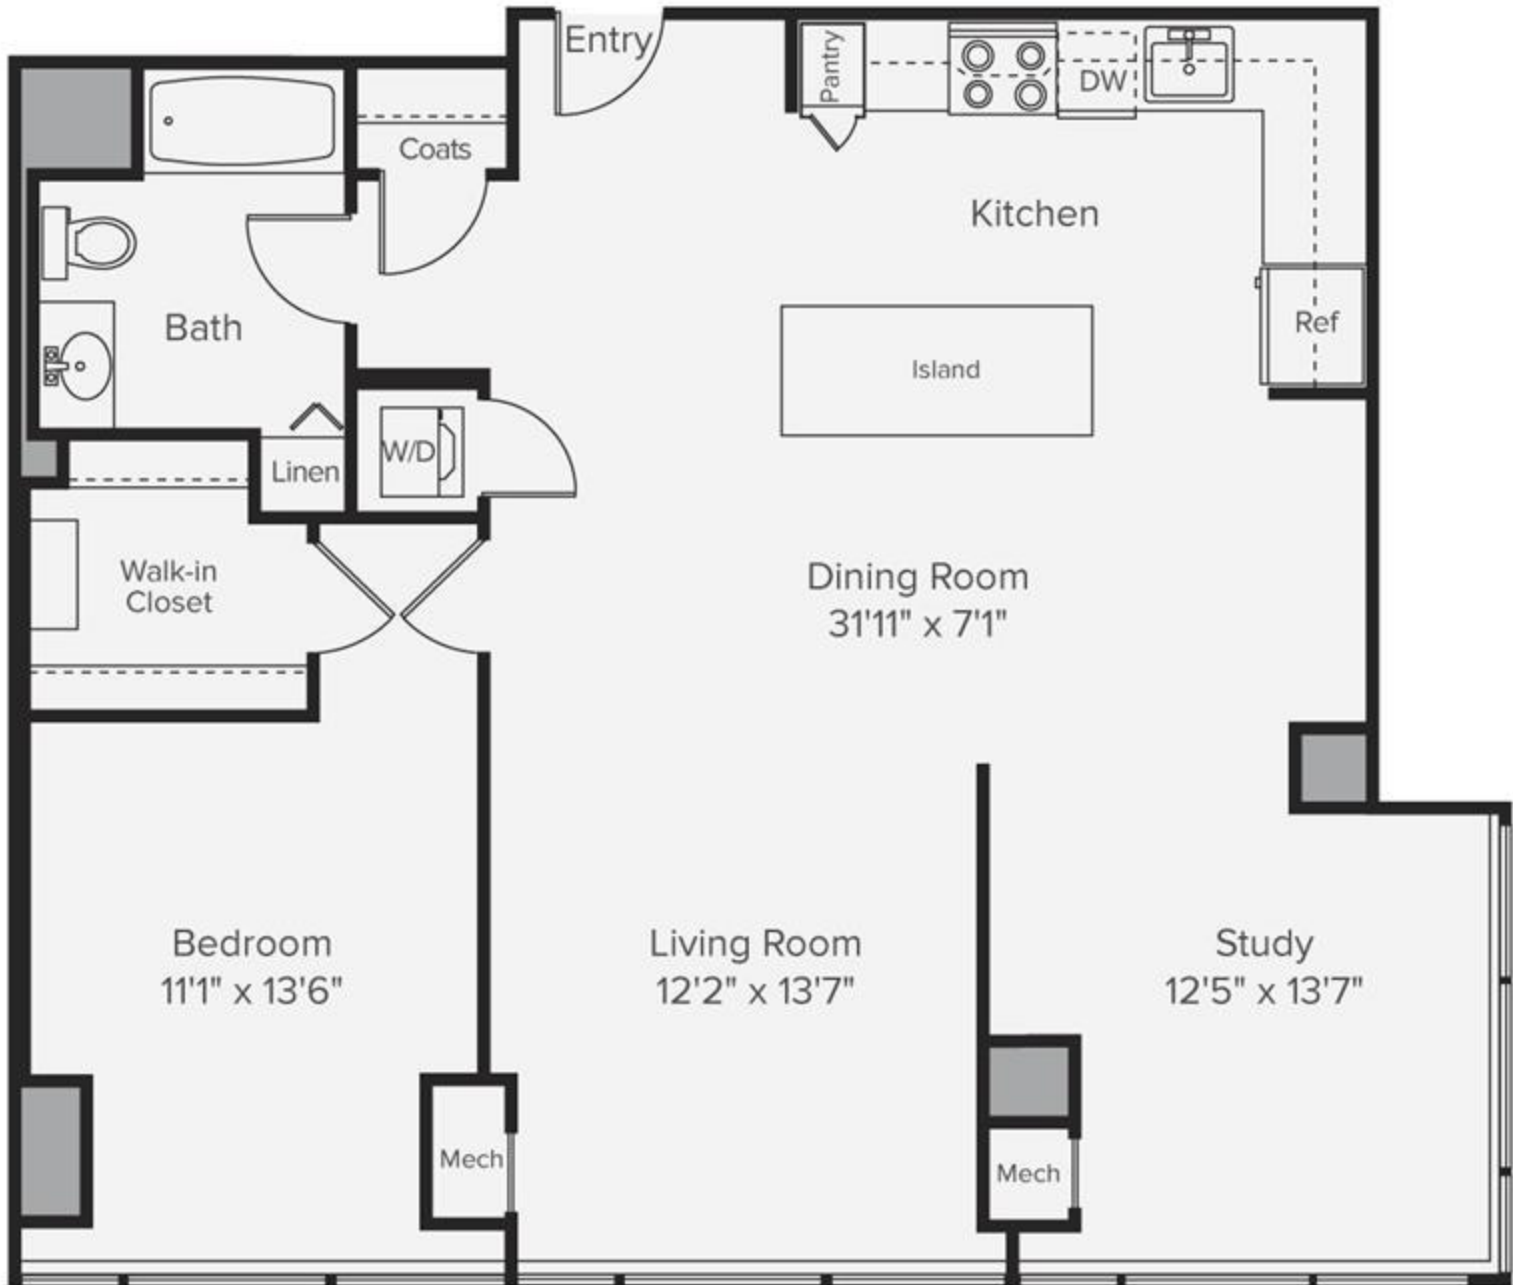 Entry
Pantry
DW
Coats
Kitchen
Bath
Ref
Island
W/D
Linen
Walk-in
Closet
Dining Room
31'11" x 7'1"
Bedroom
11'1" x 13'6"
Living Room
12'2" x 13'7"
Study
12'5" x 13'7"
Mech
Mech